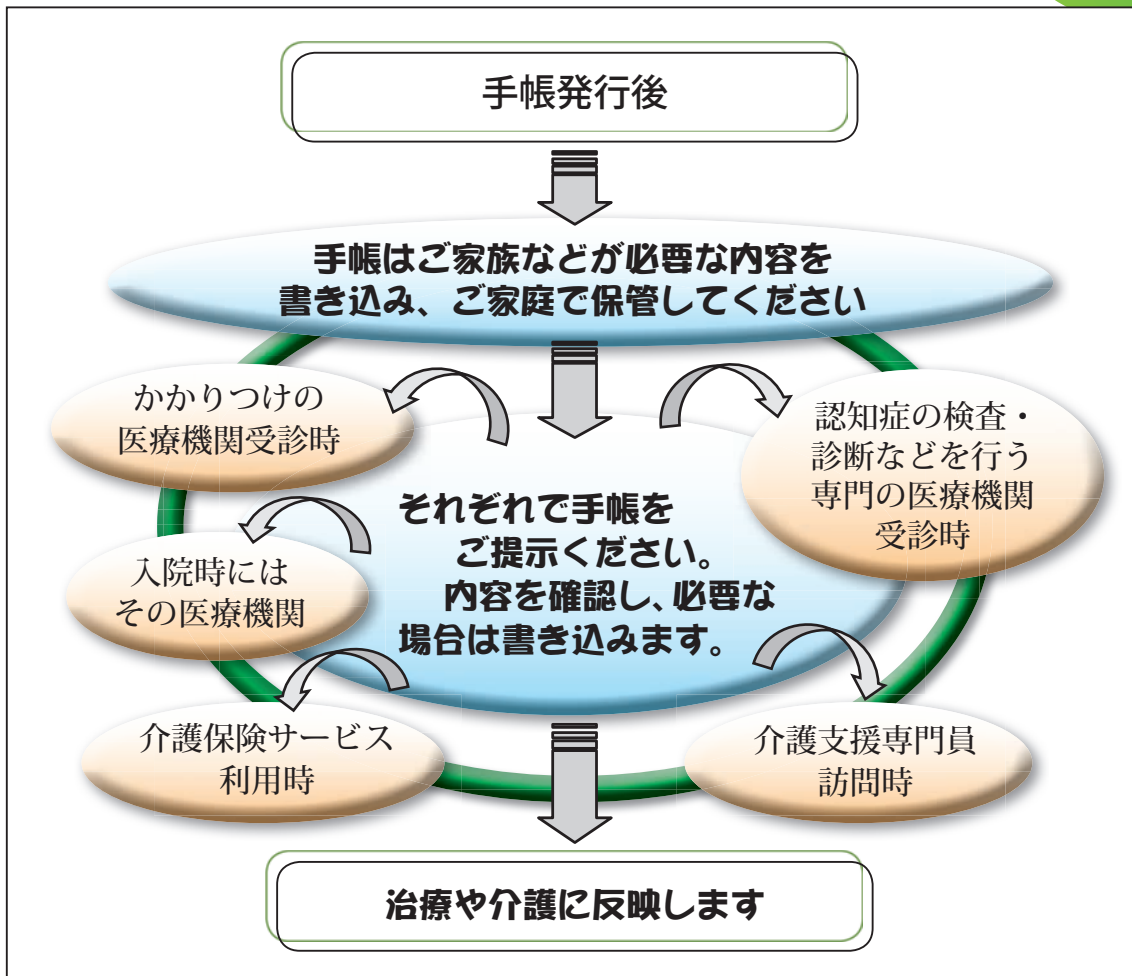 手帳発行後
手帳はご家族などが必要な内容を
書き込み、ご家庭で保管してください
かかりつけの
医療機関受診時
認知症の検査・
診断などを行う
専門の医療機関
受診時
それぞれで手帳を
ご提示ください。
内容を確認し、必要な
場合は書き込みます。
入院時には
その医療機関
介護保険サービス
利用時
介護支援専門員
訪問時
治療や介護に反映します